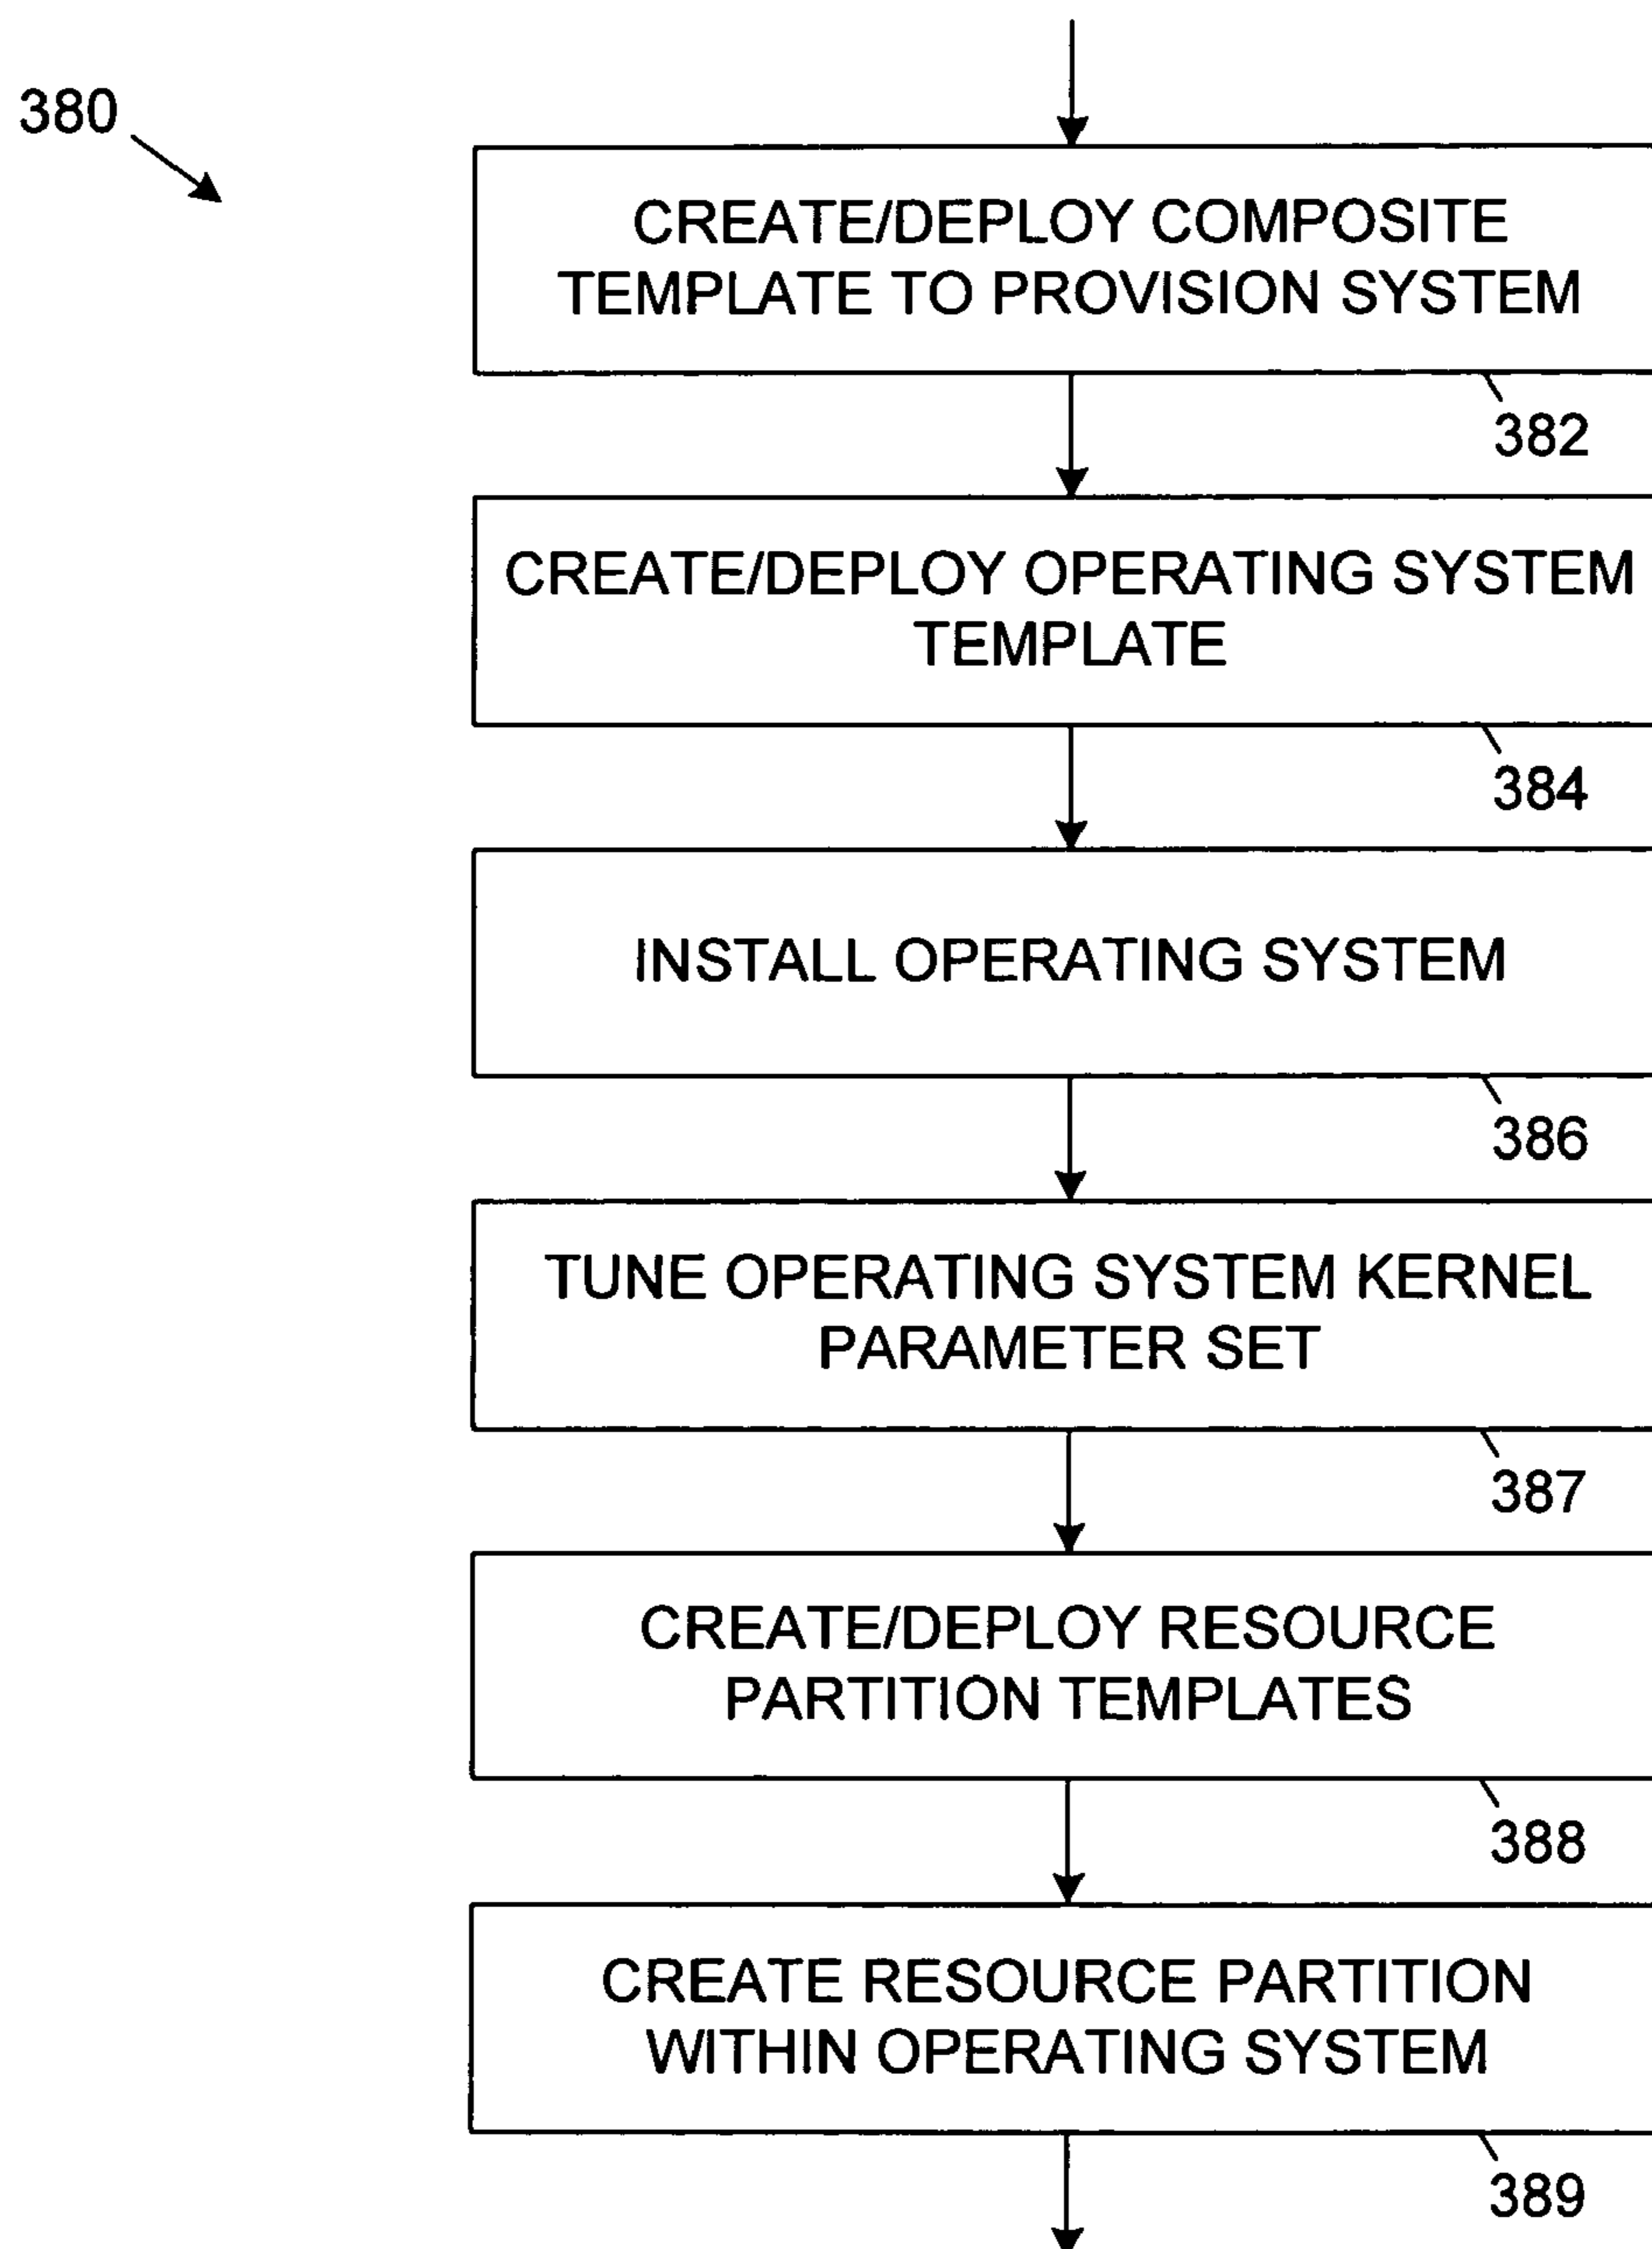 380
CREATE/DEPLOY COMPOSITE
TEMPLATE TO PROVISION SYSTEM
382
CREATE/DEPLOY OPERATING SYSTEM
TEMPLATE
384
INSTALL OPERATING SYSTEM
386
TUNE OPERATING SYSTEM KERNEL
PARAMETER SET
387
CREATE/DEPLOY RESOURCE
PARTITION TEMPLATES
388
CREATE RESOURCE PARTITION
WITHIN OPERATING SYSTEM
389